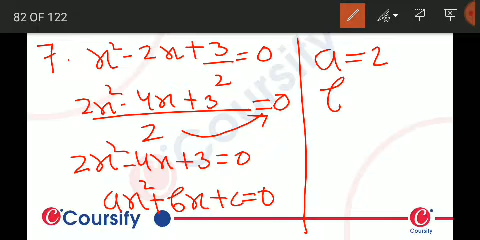 82 OF 122
7. x² - 2x + 3/2 = 0
(2x² - 4x + 3)/2 = 0
2x² - 4x + 3 = 0
ax² + bx + c = 0
a = 2
b
Coursify
Coursify